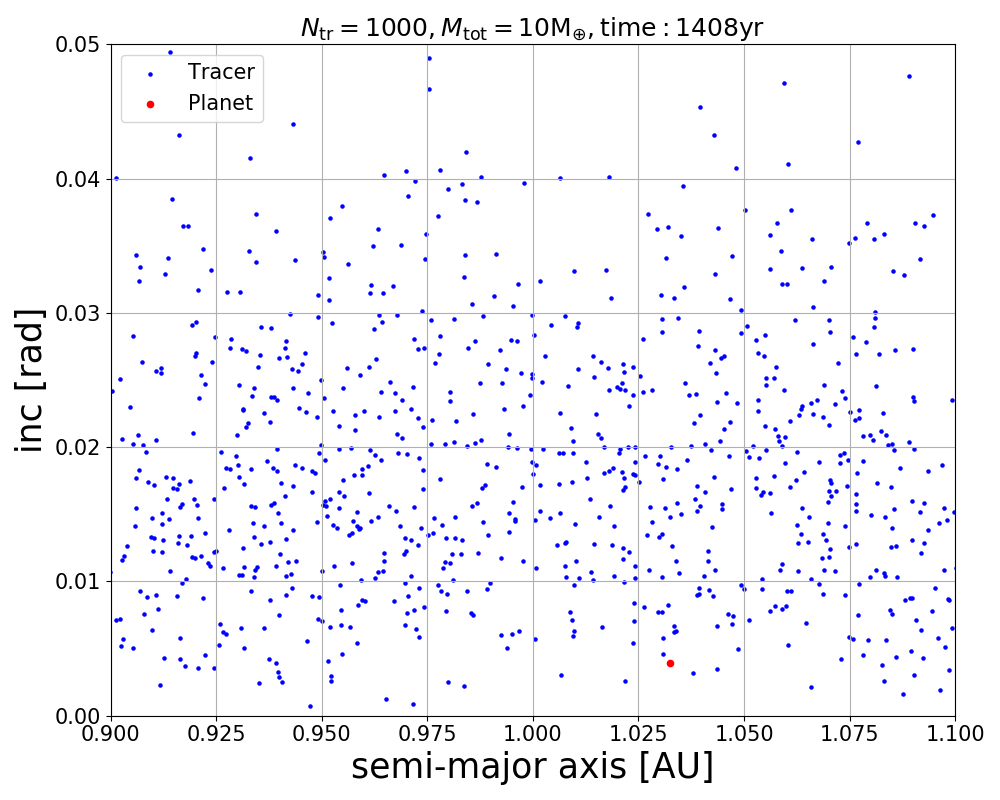 N_tr = 1000, M_tot = 10M_⊕, time : 1408yr
Tracer
Planet
inc [rad]
0.05
0.04
0.03
0.02
0.01
0.00
0.900 0.925 0.950 0.975 1.000 1.025 1.050 1.075 1.100
semi-major axis [AU]